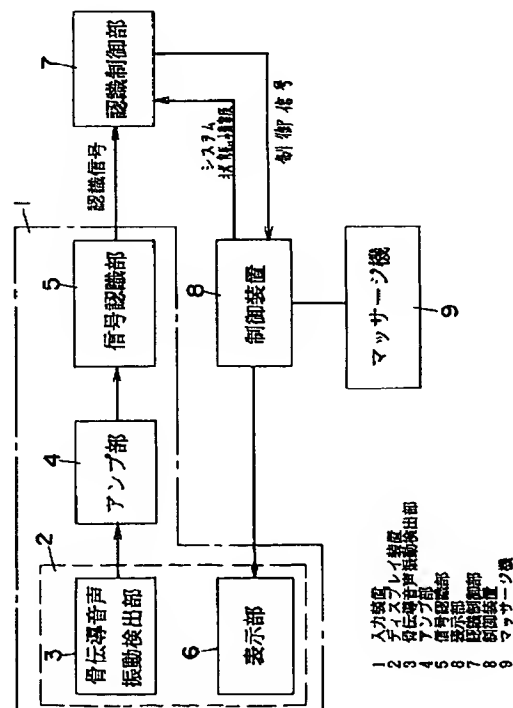 1
2
3
骨伝導音声
振動検出部
4
アンプ部
5
信号認識部
認識信号
7
認識制御部
6
表示部
8
制御装置
システム
制御信号
マッサージ機
9
1 入力装置
2 ディスプレイ装置
3 骨伝導音声振動検出部
4 アンプ部
5 信号認識部
6 表示部
7 認識制御部
8 制御装置
9 マッサージ機